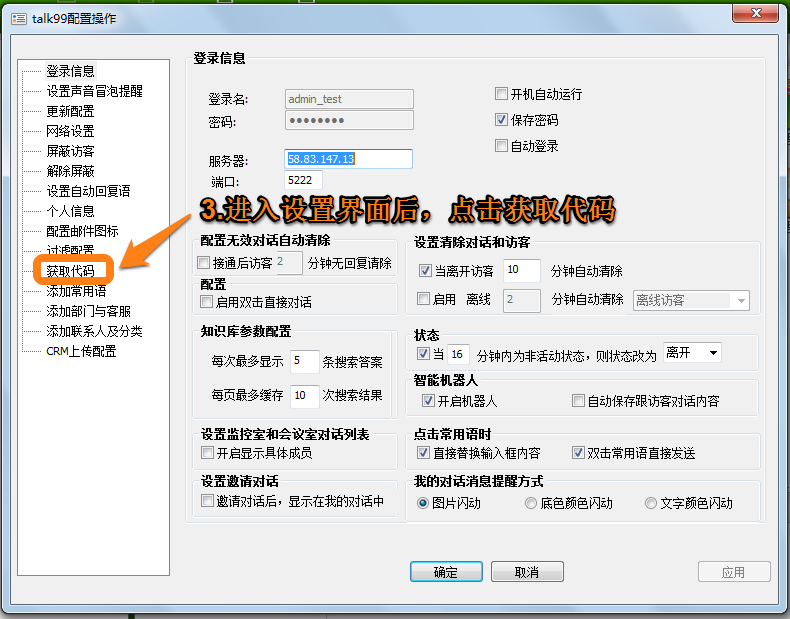 talk99配置操作
登录信息
设置声音冒泡提醒
更新配置
网络设置
屏蔽访客
解除屏蔽
设置自动回复语
个人信息
配置邮件图标
过滤配置
获取代码
添加常用语
添加部门与客服
添加联系人及分类
CRM上传配置
登录信息
登录名: admin_test
密码: ●●●●●●●●
服务器: 58.83.147.13
端口: 5222
开机自动运行
保存密码
自动登录
3.进入设置界面后，点击获取代码
配置无效对话自动清除
接通后访客 2 分钟无回复请除
配置
启用双击直接对话
知识库参数配置
每次最多显示 5 条搜索答案
每页最多缓存 10 次搜索结果
设置监控室和会议室对话列表
开启显示具体成员
设置邀请对话
邀请对话后，显示在我的对话中
设置清除对话和访客
当离开访客 10 分钟自动清除
启用 离线 2 分钟自动清除 离线访客
状态
当 16 分钟内为非活动状态，则状态改为 离开
智能机器人
开启机器人 自动保存跟访客对话内容
点击常用语时
直接替换输入框内容 双击常用语直接发送
我的对话消息提醒方式
图片闪动 底色颜色闪动 文字颜色闪动
确定 取消 应用